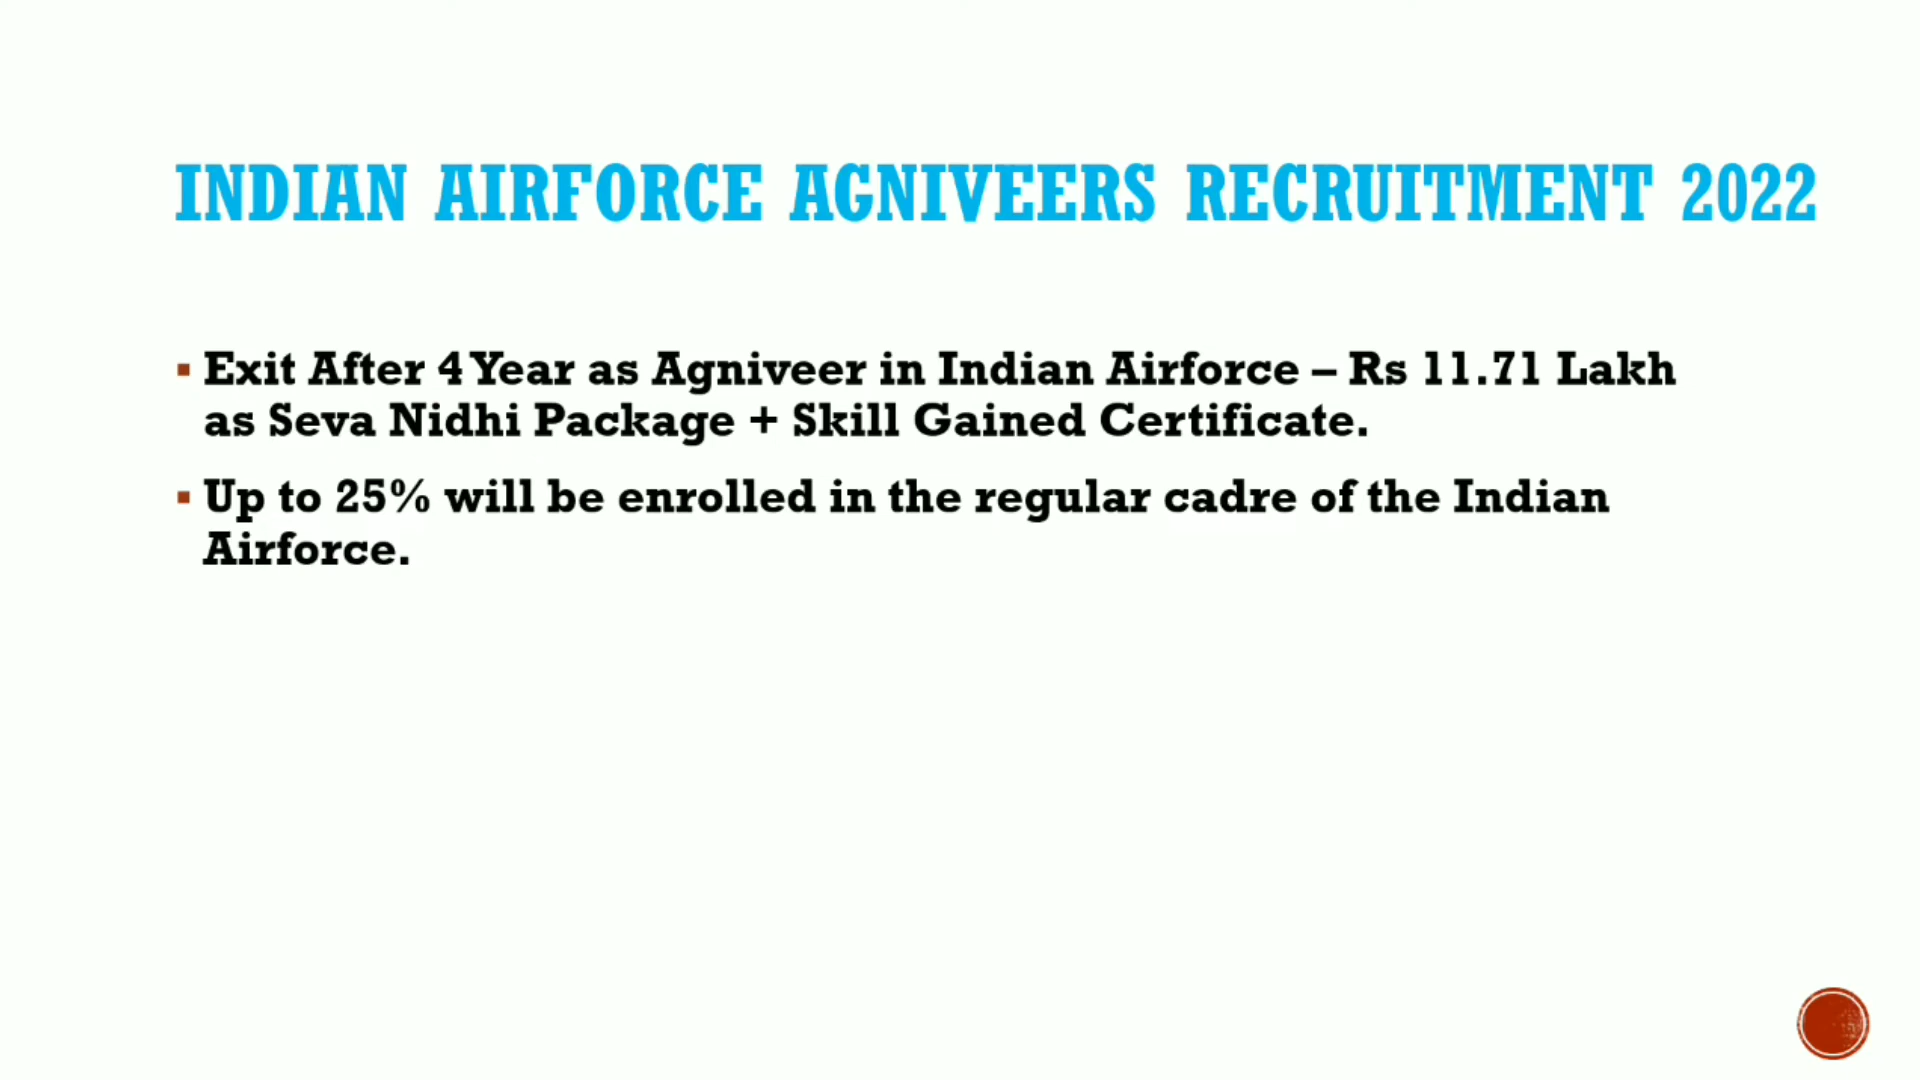 INDIAN AIRFORCE AGNIVEERS RECRUITMENT 2022
▪ Exit After 4 Year as Agniveer in Indian Airforce – Rs 11.71 Lakh
as Seva Nidhi Package + Skill Gained Certificate.
▪ Up to 25% will be enrolled in the regular cadre of the Indian
Airforce.